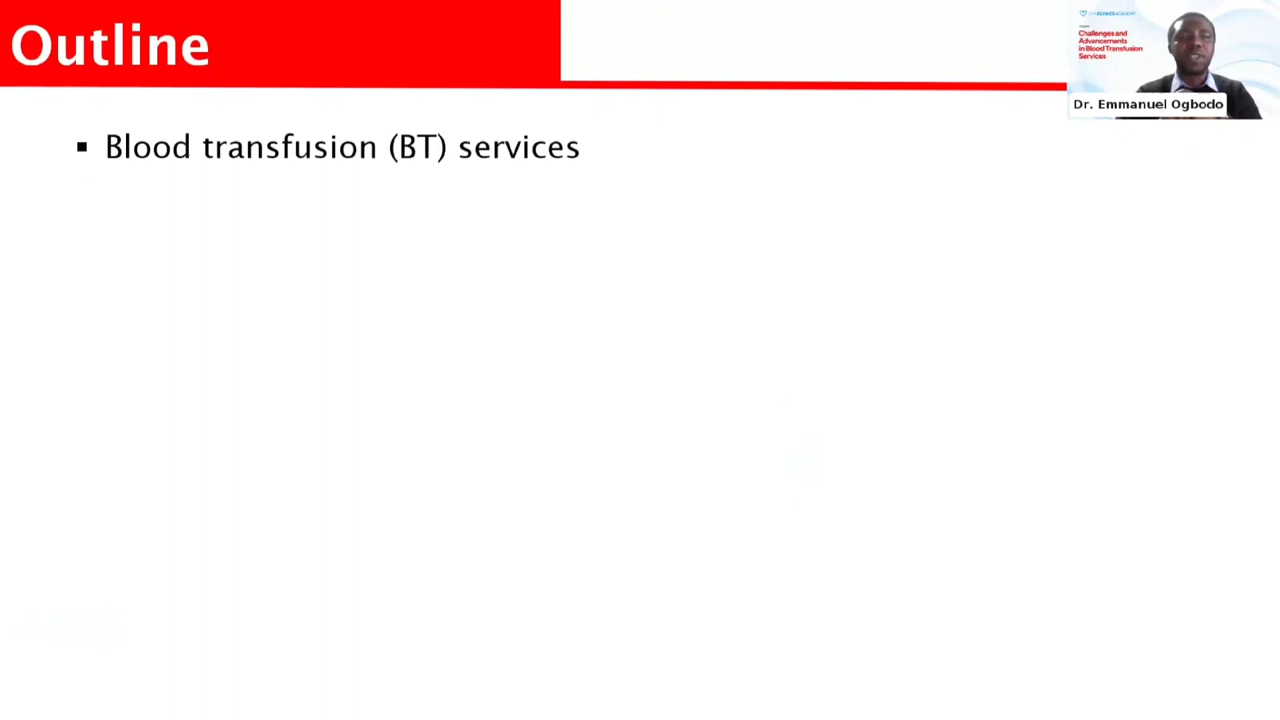 Outline
Challenges and
Advancements
in Blood Transfusion
Services
Dr. Emmanuel Ogbodo
▪ Blood transfusion (BT) services